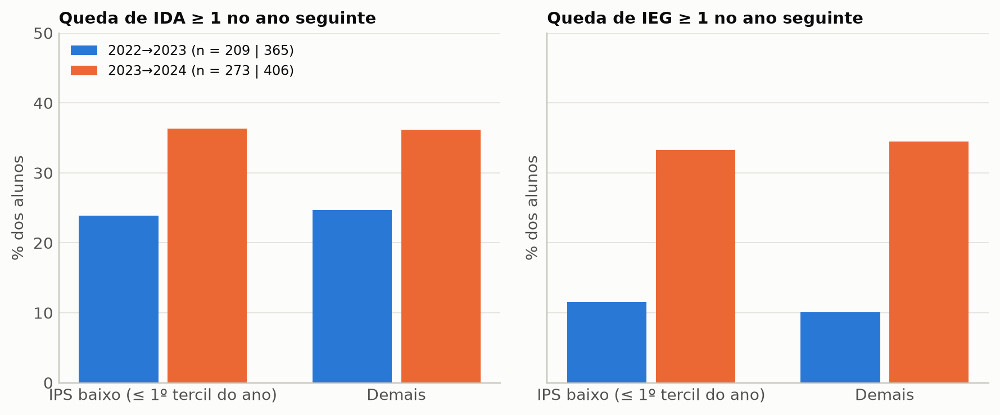 Queda de IDA ≥ 1 no ano seguinte
50
40
30
20
10
0
% dos alunos
2022→2023 (n = 209 | 365)
2023→2024 (n = 273 | 406)
IPS baixo (≤ 1º tercil do ano)
Demais
Queda de IEG ≥ 1 no ano seguinte
% dos alunos
IPS baixo (≤ 1º tercil do ano)
Demais